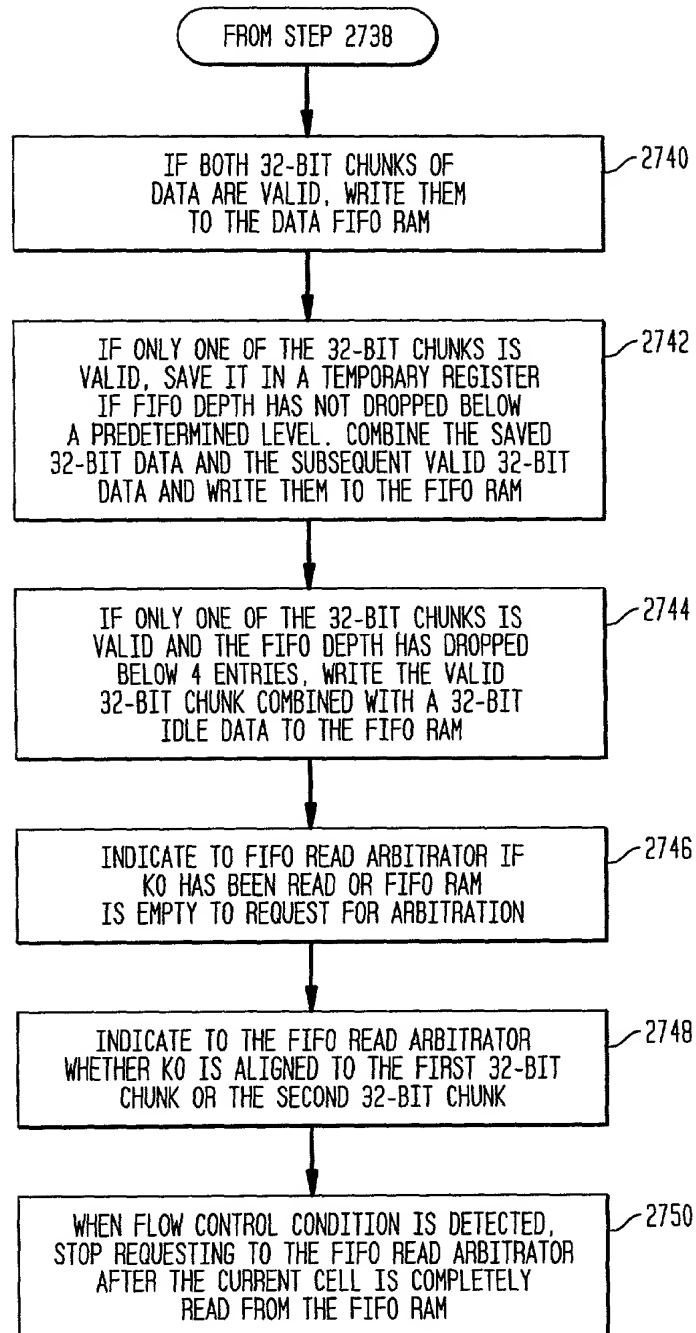 FROM STEP 2738
IF BOTH 32-BIT CHUNKS OF
DATA ARE VALID, WRITE THEM
TO THE DATA FIFO RAM
2740
IF ONLY ONE OF THE 32-BIT CHUNKS IS
VALID, SAVE IT IN A TEMPORARY REGISTER
IF FIFO DEPTH HAS NOT DROPPED BELOW
A PREDETERMINED LEVEL. COMBINE THE SAVED
32-BIT DATA AND THE SUBSEQUENT VALID 32-BIT
DATA AND WRITE THEM TO THE FIFO RAM
2742
IF ONLY ONE OF THE 32-BIT CHUNKS IS
VALID AND THE FIFO DEPTH HAS DROPPED
BELOW 4 ENTRIES, WRITE THE VALID
32-BIT CHUNK COMBINED WITH A 32-BIT
IDLE DATA TO THE FIFO RAM
2744
INDICATE TO FIFO READ ARBITRATOR IF
K0 HAS BEEN READ OR FIFO RAM
IS EMPTY TO REQUEST FOR ARBITRATION
2746
INDICATE TO THE FIFO READ ARBITRATOR
WHETHER K0 IS ALIGNED TO THE FIRST 32-BIT
CHUNK OR THE SECOND 32-BIT CHUNK
2748
WHEN FLOW CONTROL CONDITION IS DETECTED,
STOP REQUESTING TO THE FIFO READ ARBITRATOR
AFTER THE CURRENT CELL IS COMPLETELY
READ FROM THE FIFO RAM
2750